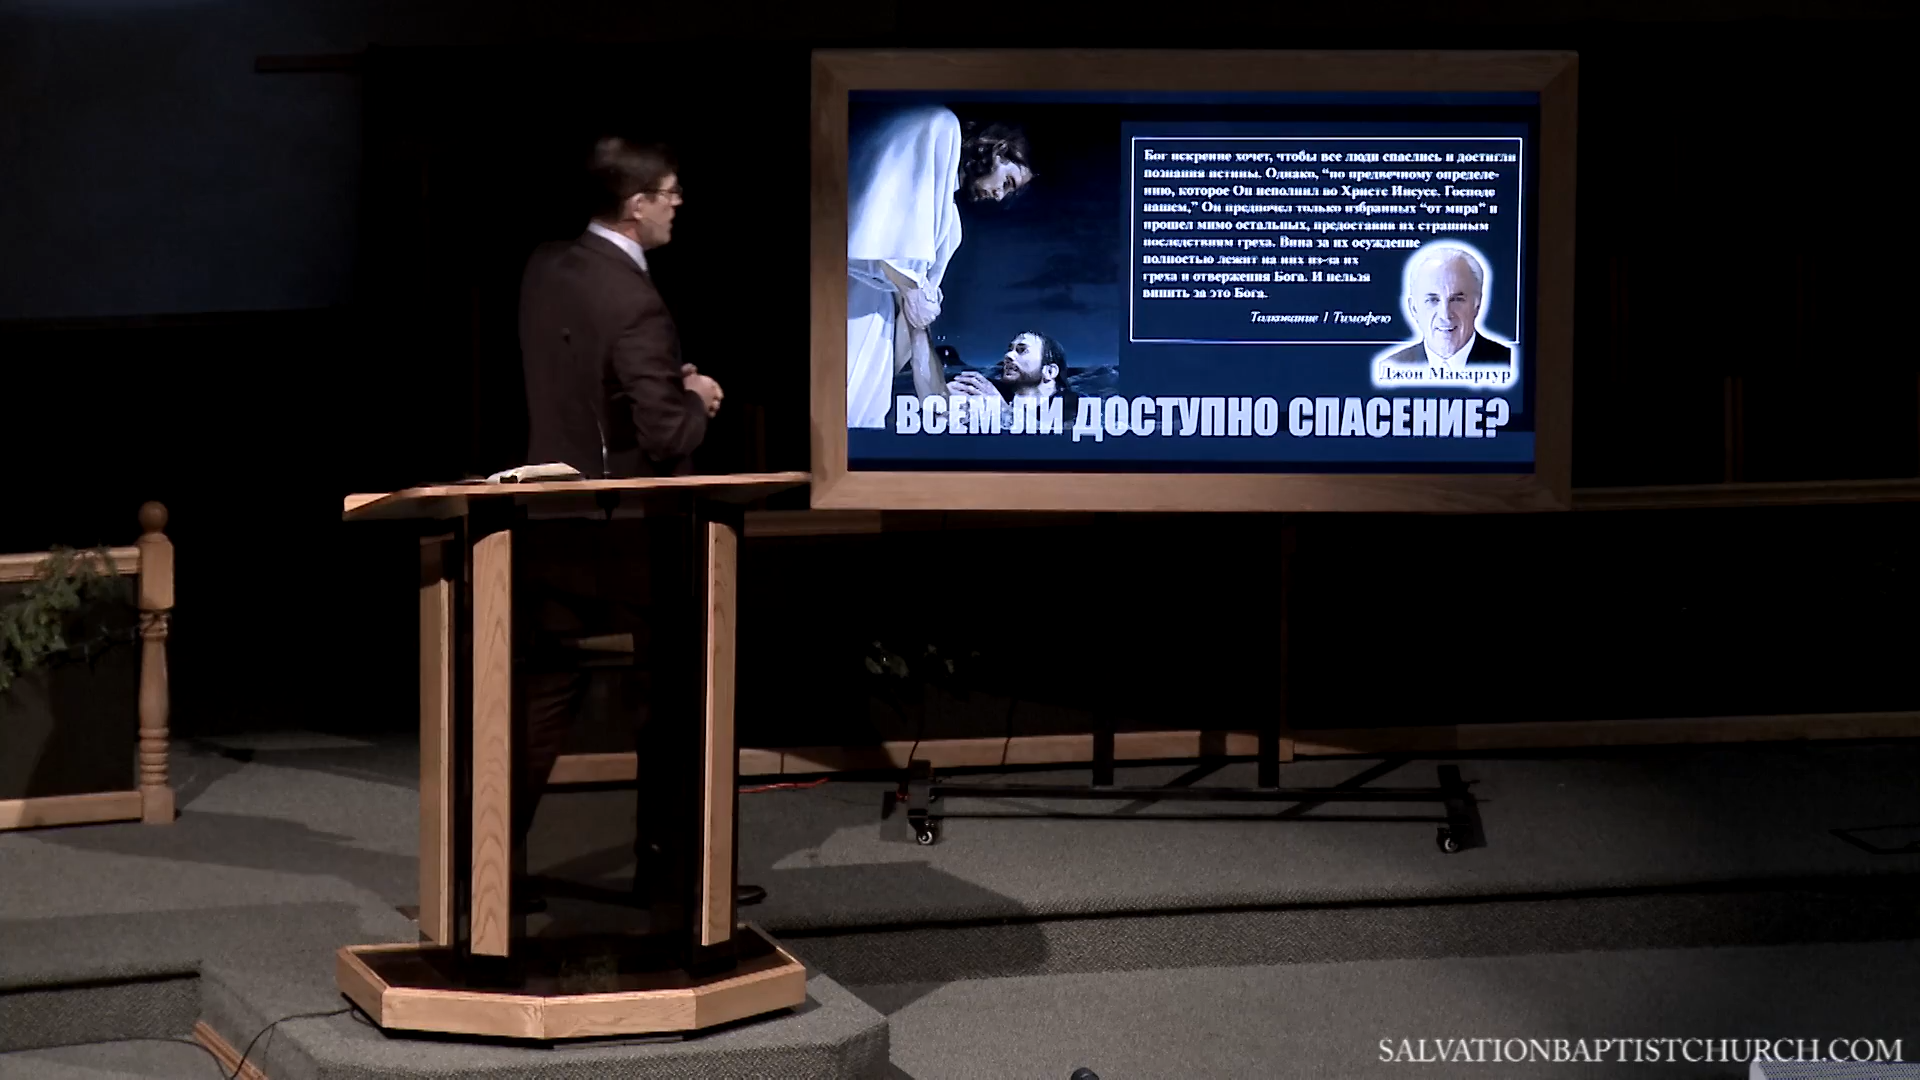 Бог искренне хочет, чтобы все люди спаслись и достигли
познания истины. Однако, “по предвечному определе-
нию, которое Он исполнил во Христе Иисусе. Господе
нашем,” Он предпочел только избранных “от мира” и
прошел мимо остальных, предоставив их страшным
последствиям греха. Вина за их осуждение
полностью лежит на них из-за их
греха и отвержения Бога. И нельзя
винить за это Бога.
Толкование 1 Тимофею
Джон Макартур
ВСЕМ ЛИ ДОСТУПНО СПАСЕНИЕ?
SALVATIONBAPTISTCHURCH.COM